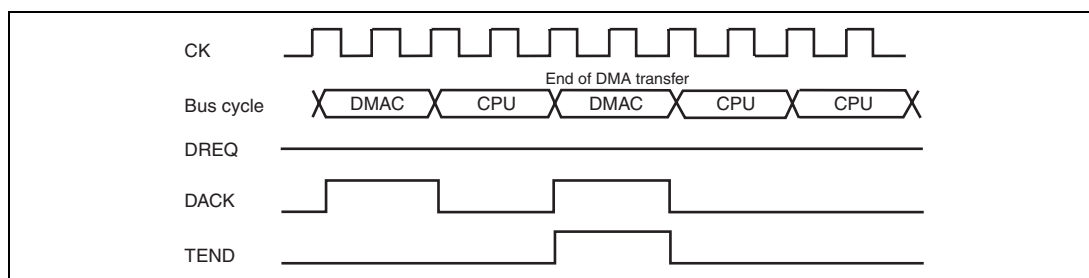 CK
End of DMA transfer
Bus cycle DMAC CPU DMAC CPU CPU
DREQ
DACK
TEND